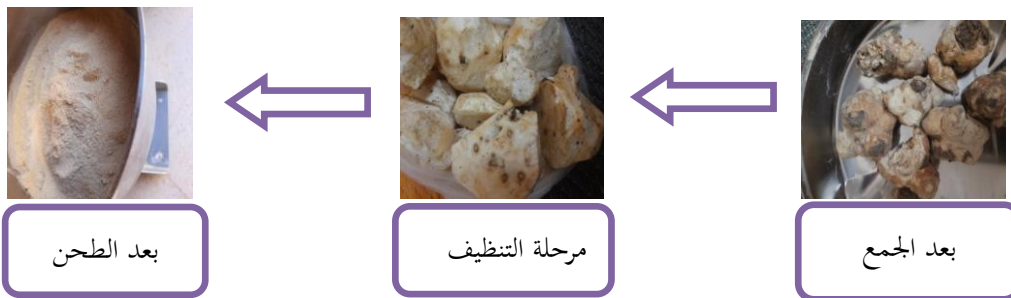 بعد الجمع
مرحلة التنظيف
بعد الطحن